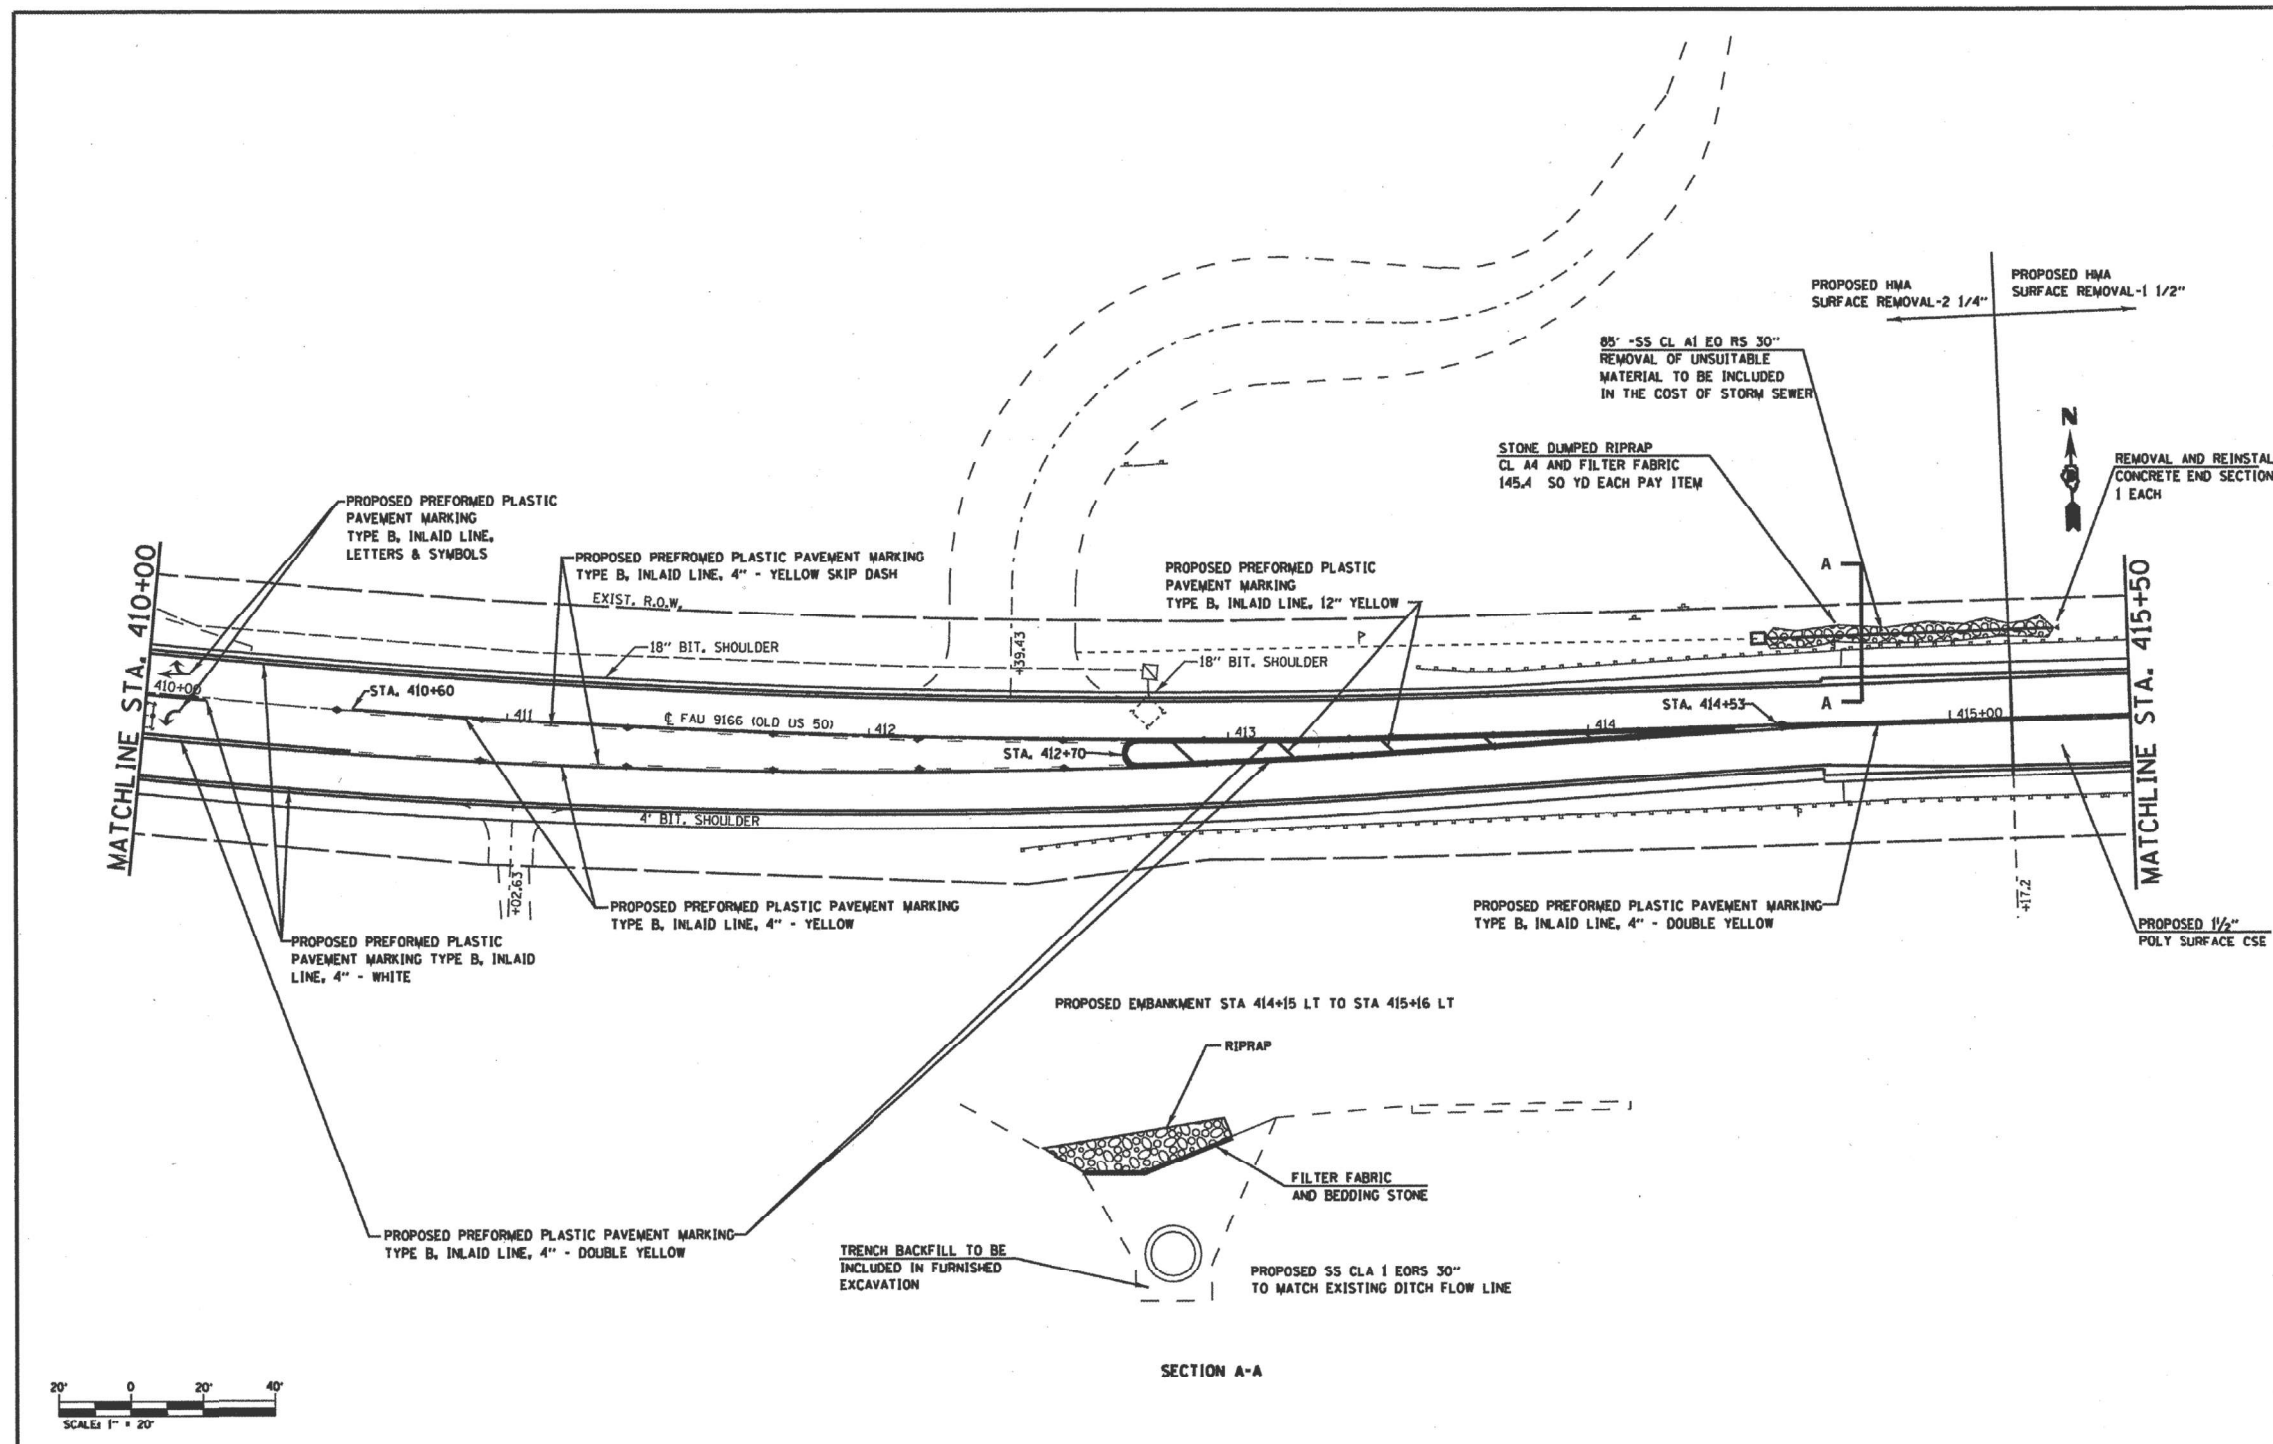 PROPOSED HMA
SURFACE REMOVAL-2 1/4"
PROPOSED HMA
SURFACE REMOVAL-1 1/2"
85' -SS CL A1 EQ RS 30"
REMOVAL OF UNSUITABLE
MATERIAL TO BE INCLUDED
IN THE COST OF STORM SEWER
N
STONE DUMPED RIPRAP
CL A4 AND FILTER FABRIC
145.4 SQ YD EACH PAY ITEM
REMOVAL AND REINSTAL
CONCRETE END SECTION
1 EACH
PROPOSED PREFORMED PLASTIC
PAVEMENT MARKING
TYPE B, INLAID LINE,
LETTERS & SYMBOLS
PROPOSED PREFROMED PLASTIC PAVEMENT MARKING
TYPE B, INLAID LINE, 4" - YELLOW SKIP DASH
PROPOSED PREFORMED PLASTIC
PAVEMENT MARKING
TYPE B, INLAID LINE, 12" YELLOW
A
A
MATCHLINE STA. 410+00
MATCHLINE STA. 415+50
EXIST. R.O.W.
P
18" BIT. SHOULDER
+39.43
18" BIT. SHOULDER
410+00
STA. 410+60
411
℄ FAU 9166 (OLD US 50)
412
413
414
STA. 414+53
415+00
STA. 412+70
4' BIT. SHOULDER
P
+02.63
+17.2
PROPOSED PREFORMED PLASTIC PAVEMENT MARKING
TYPE B, INLAID LINE, 4" - YELLOW
PROPOSED PREFORMED PLASTIC PAVEMENT MARKING
TYPE B, INLAID LINE, 4" - DOUBLE YELLOW
PROPOSED 1½"
POLY SURFACE CSE
PROPOSED PREFORMED PLASTIC
PAVEMENT MARKING TYPE B, INLAID
LINE, 4" - WHITE
PROPOSED EMBANKMENT STA 414+15 LT TO STA 415+16 LT
RIPRAP
FILTER FABRIC
AND BEDDING STONE
PROPOSED PREFORMED PLASTIC PAVEMENT MARKING
TYPE B, INLAID LINE, 4" - DOUBLE YELLOW
TRENCH BACKFILL TO BE
INCLUDED IN FURNISHED
EXCAVATION
PROPOSED SS CLA 1 EQRS 30"
TO MATCH EXISTING DITCH FLOW LINE
SECTION A-A
20' 0 20' 40'
SCALE: 1" = 20'